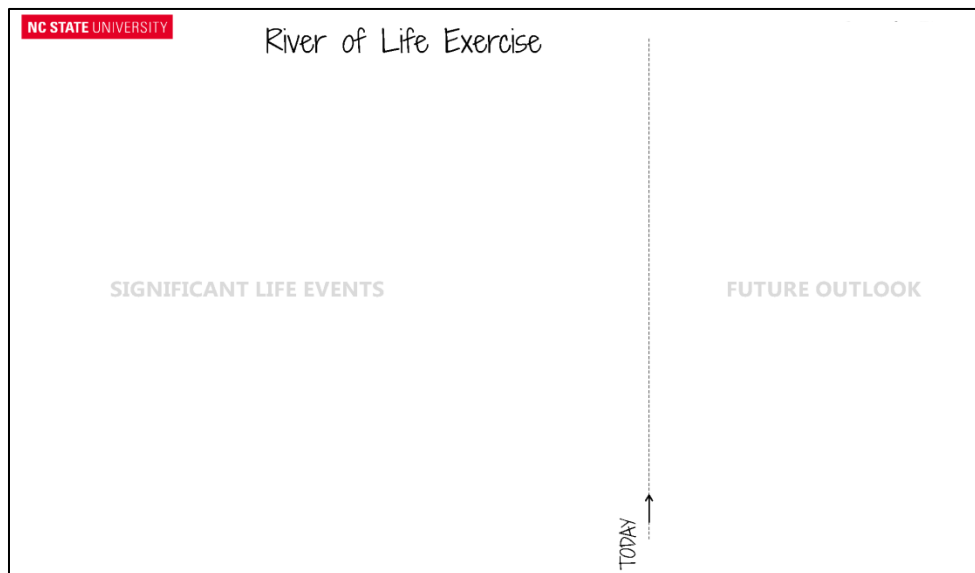 NC STATE UNIVERSITY
River of Life Exercise
SIGNIFICANT LIFE EVENTS
FUTURE OUTLOOK
TODAY